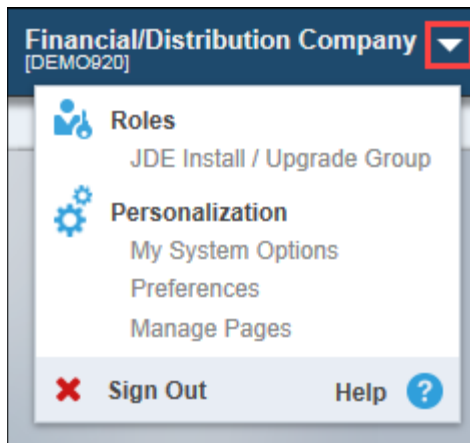 Financial/Distribution Company
[DEMO920]
Roles
JDE Install / Upgrade Group
Personalization
My System Options
Preferences
Manage Pages
Sign Out Help ?